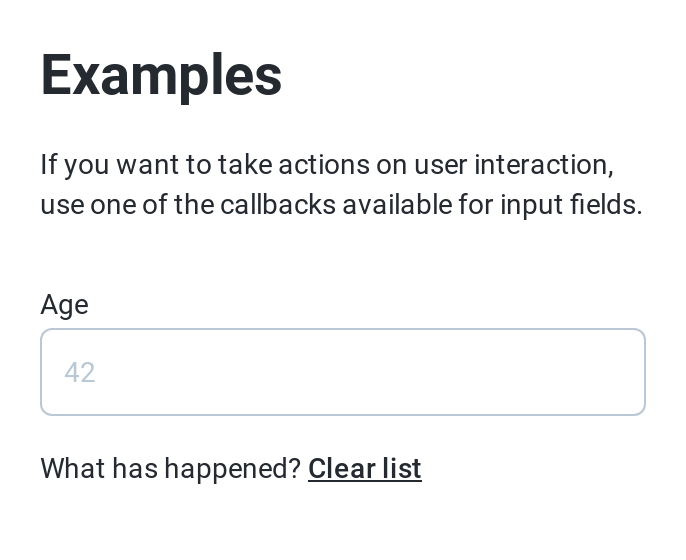 Examples
If you want to take actions on user interaction,
use one of the callbacks available for input fields.
Age
42
What has happened? Clear list